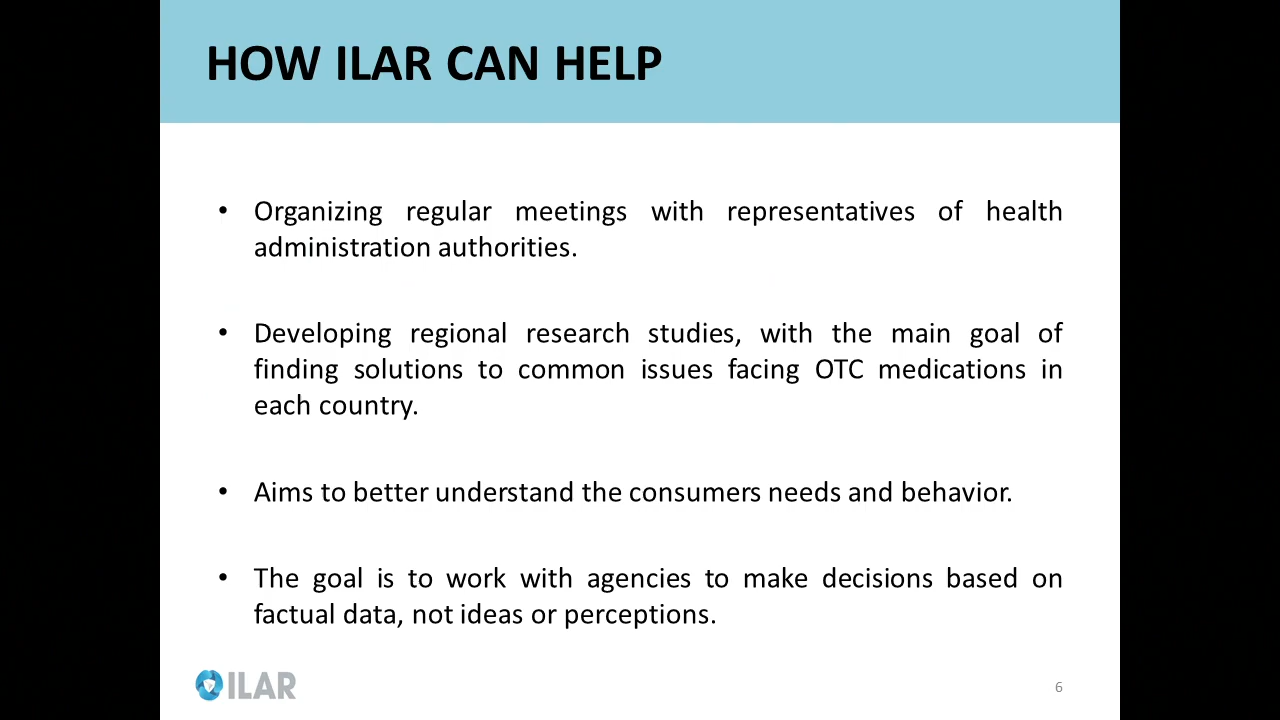 HOW ILAR CAN HELP
• Organizing regular meetings with representatives of health
administration authorities.
• Developing regional research studies, with the main goal of
finding solutions to common issues facing OTC medications in
each country.
• Aims to better understand the consumers needs and behavior.
• The goal is to work with agencies to make decisions based on
factual data, not ideas or perceptions.
ILAR
6